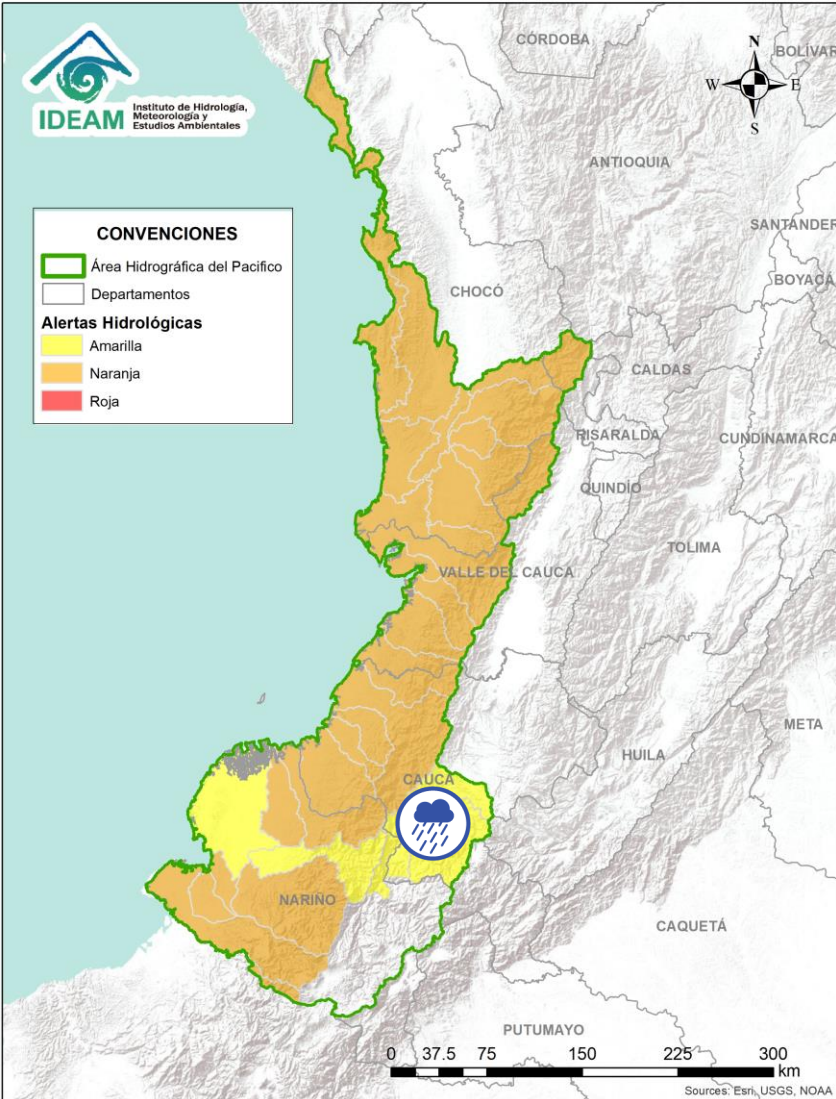 IDEAM
Instituto de Hidrología,
Meteorología y
Estudios Ambientales
N
W
E
S
CÓRDOBA
BOLÍVAR
ANTIOQUIA
SANTANDER
BOYACÁ
CHOCÓ
CALDAS
RISARALDA
CUNDINAMARCA
QUINDÍO
TOLIMA
VALLE DEL CAUCA
META
HUILA
CAUCA
NARIÑO
CAQUETÁ
PUTUMAYO
CONVENCIONES
Área Hidrográfica del Pacifico
Departamentos
Alertas Hidrológicas
Amarilla
Naranja
Roja
0 37.5 75 150 225 300
km
Sources: Esri, USGS, NOAA